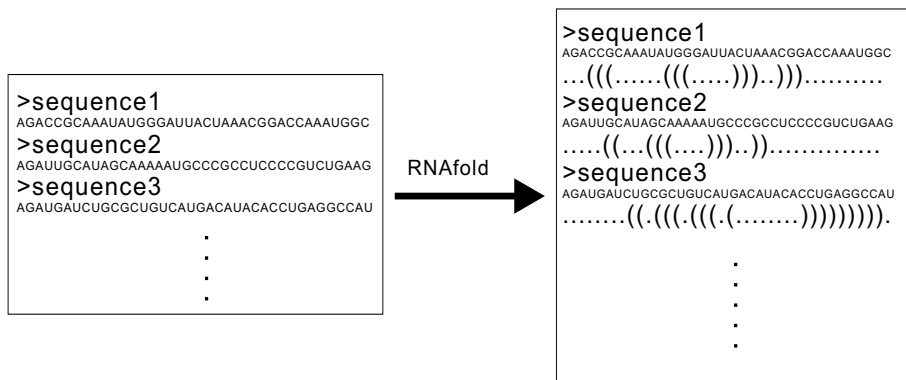 >sequence1
AGACCGCAAAUAUGGGAUUACUAAACGGACCAAAUGGC
>sequence2
AGAUUGCAUAGCAAAAAUGCCCGCCUCCCCGUCUGAAG
>sequence3
AGAUGAUCUGCGCUGUCAUGACAUACACCUGAGGCCAU
.
.
.
.
RNAfold
>sequence1
AGACCGCAAAUAUGGGAUUACUAAACGGACCAAAUGGC
...(((......(((.....)))..)))..........
>sequence2
AGAUUGCAUAGCAAAAAUGCCCGCCUCCCCGUCUGAAG
.....((...(((....)))..)).............
>sequence3
AGAUGAUCUGCGCUGUCAUGACAUACACCUGAGGCCAU
........((.(((.(((.(........))))))))).
.
.
.
.
.